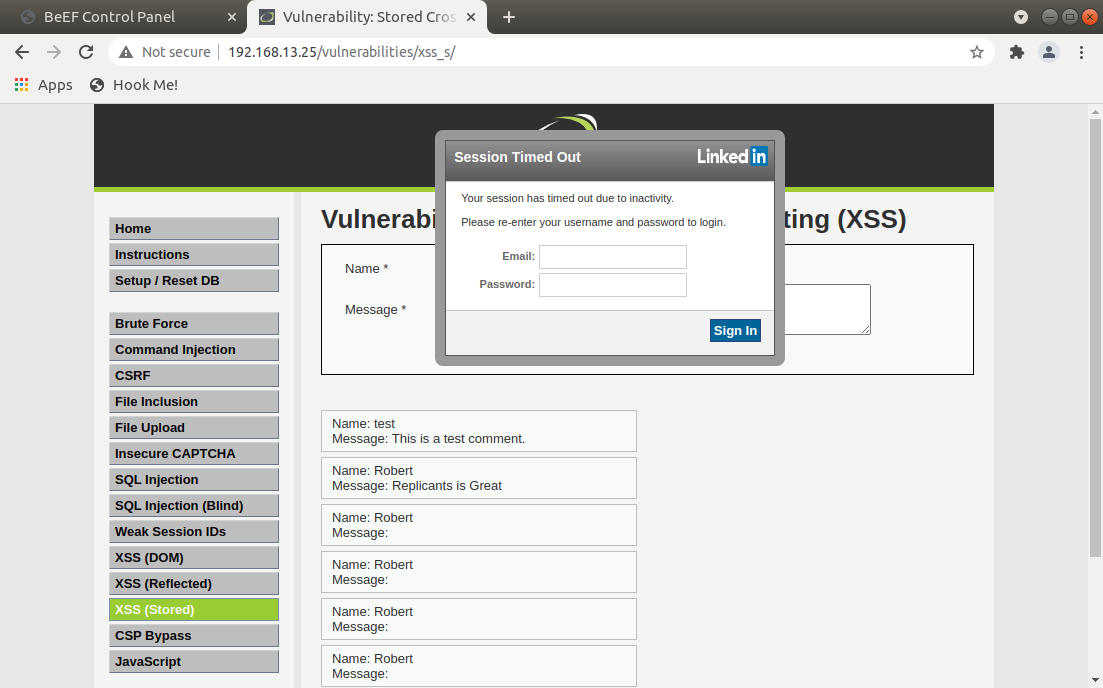 BeEF Control Panel
Vulnerability: Stored Cros
Not secure
192.168.13.25/vulnerabilities/xss_s/
Apps
Hook Me!
Session Timed Out
Linked in
Your session has timed out due to inactivity.
Please re-enter your username and password to login.
Email:
Password:
Sign In
Home
Instructions
Setup / Reset DB
Brute Force
Command Injection
CSRF
File Inclusion
File Upload
Insecure CAPTCHA
SQL Injection
SQL Injection (Blind)
Weak Session IDs
XSS (DOM)
XSS (Reflected)
XSS (Stored)
CSP Bypass
JavaScript
Vulnerabi ting (XSS)
Name *
Message *
Name: test
Message: This is a test comment.
Name: Robert
Message: Replicants is Great
Name: Robert
Message:
Name: Robert
Message:
Name: Robert
Message:
Name: Robert
Message: